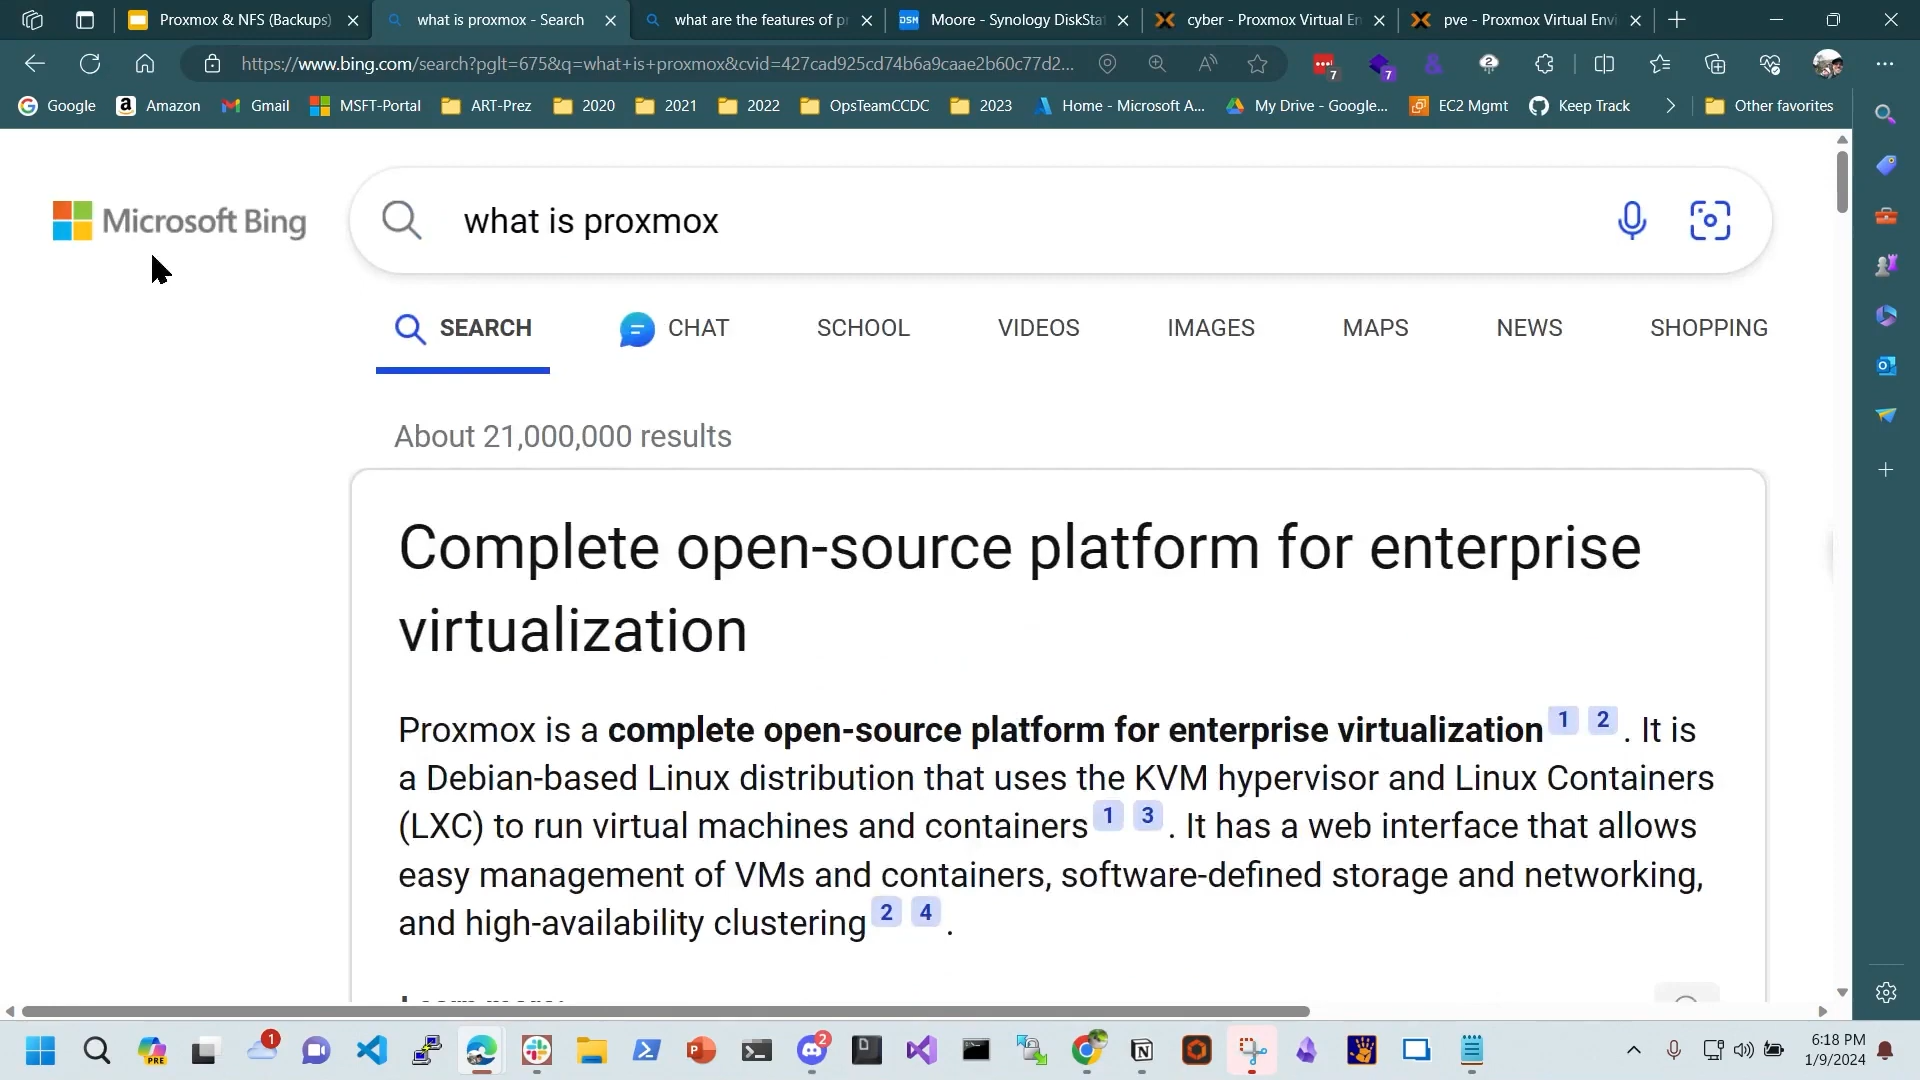 Proxmox & NFS (Backups)
what is proxmox - Search
what are the features of p
Moore - Synology DiskSta
cyber - Proxmox Virtual En
pve - Proxmox Virtual Envi
https://www.bing.com/search?pglt=675&q=what+is+proxmox&cvid=427cad925cd74b6a9caae2b60c77d2...
7
7
2
Google
Amazon
Gmail
MSFT-Portal
ART-Prez
2020
2021
2022
OpsTeamCCDC
2023
Home - Microsoft A...
My Drive - Google...
EC2 Mgmt
Keep Track
Other favorites
Microsoft Bing
what is proxmox
SEARCH
CHAT
SCHOOL
VIDEOS
IMAGES
MAPS
NEWS
SHOPPING
About 21,000,000 results
Complete open-source platform for enterprise
virtualization
Proxmox is a complete open-source platform for enterprise virtualization 1 2 . It is
a Debian-based Linux distribution that uses the KVM hypervisor and Linux Containers
(LXC) to run virtual machines and containers 1 3 . It has a web interface that allows
easy management of VMs and containers, software-defined storage and networking,
and high-availability clustering 2 4 .
PRE
1
2
6:18 PM
1/9/2024